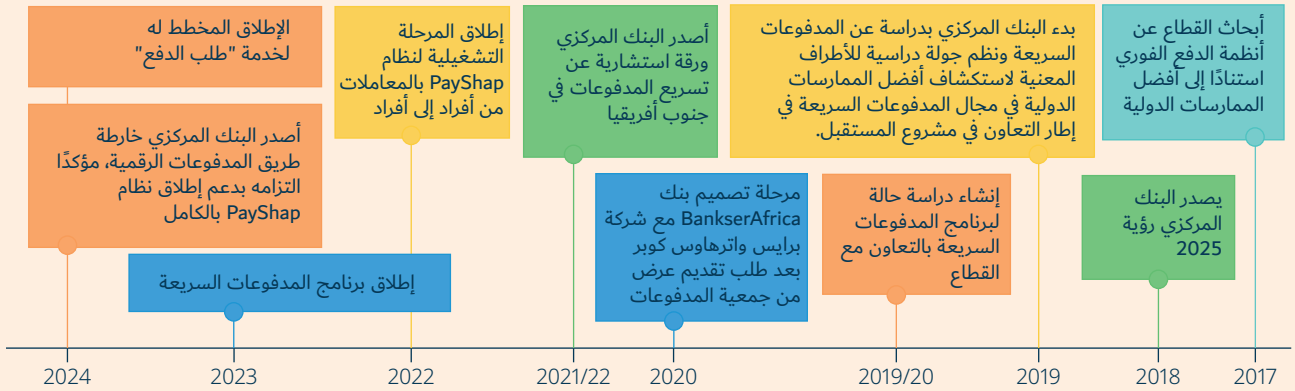 أبحاث القطاع عن
أنظمة الدفع الفوري
استنادًا إلى أفضل
الممارسات الدولية
يصدر البنك
المركزي رؤية
2025
بدء البنك المركزي بدراسة عن المدفوعات
السريعة ونظم جولة دراسية للأطراف
المعنية لاستكشاف أفضل الممارسات
الدولية في مجال المدفوعات السريعة في
إطار التعاون في مشروع المستقبل.
إنشاء دراسة حالة
لبرنامج المدفوعات
السريعة بالتعاون مع
القطاع
أصدر البنك المركزي
ورقة استشارية عن
تسريع المدفوعات في
جنوب أفريقيا
مرحلة تصميم بنك
BankserAfrica مع شركة
برايس واترهاوس كوبر
بعد طلب تقديم عرض
من جمعية المدفوعات
إطلاق المرحلة
التشغيلية لنظام
PayShap بالمعاملات
من أفراد إلى أفراد
إطلاق برنامج المدفوعات السريعة
الإطلاق المخطط له
لخدمة "طلب الدفع"
أصدر البنك المركزي خارطة
طريق المدفوعات الرقمية، مؤكدًا
التزامه بدعم إطلاق نظام
PayShap بالكامل
2017
2018
2019
2019/20
2020
2021/22
2022
2023
2024